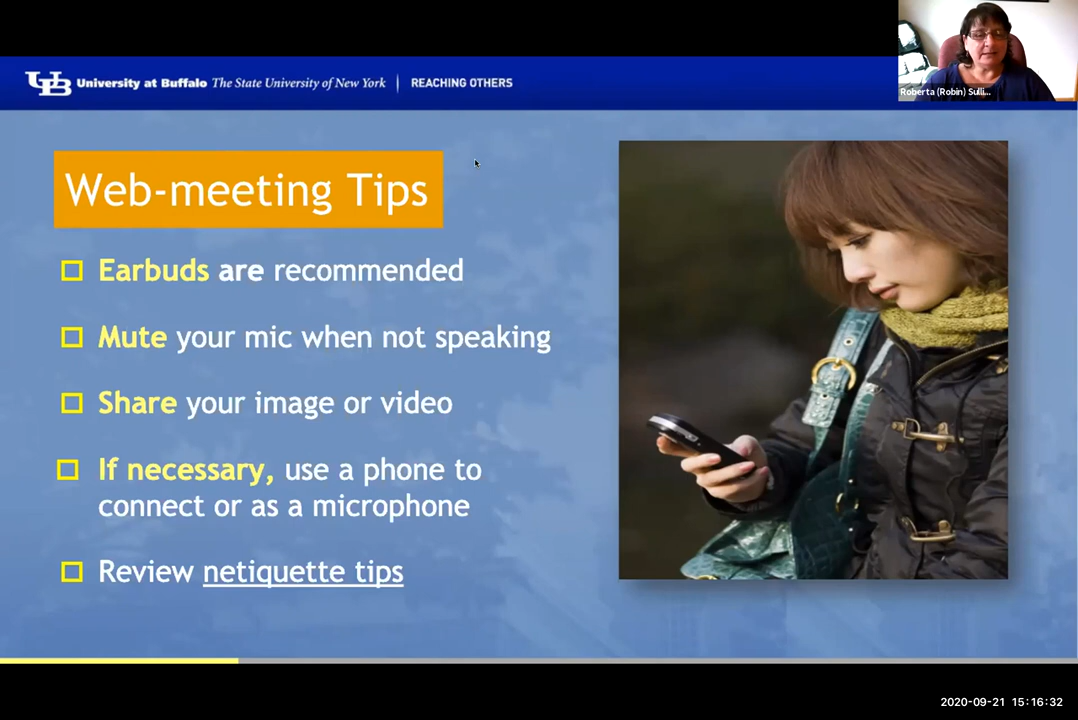 UB University at Buffalo The State University of New York | REACHING OTHERS
Roberta (Robin) Sulli...
Web-meeting Tips
Earbuds are recommended
Mute your mic when not speaking
Share your image or video
If necessary, use a phone to
connect or as a microphone
Review netiquette tips
2020-09-21 15:16:32